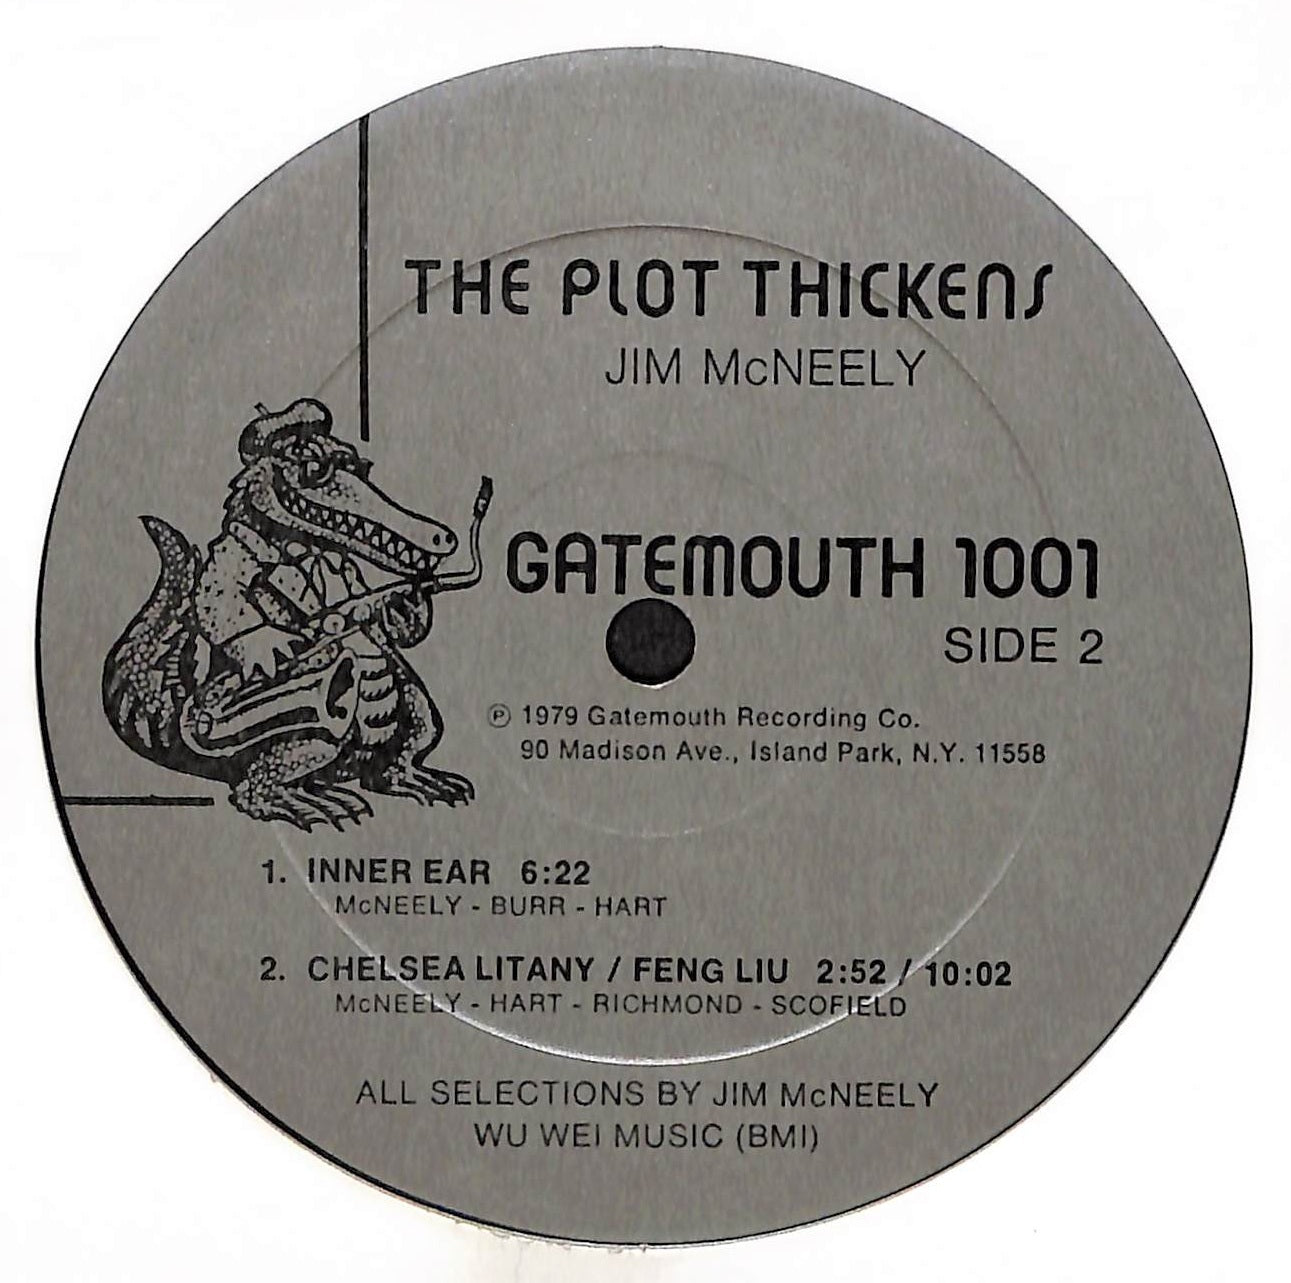 THE PLOT THICKENS
JIM McNEELY
GATEMOUTH 1001
SIDE 2
℗ 1979 Gatemouth Recording Co.
90 Madison Ave., Island Park, N.Y. 11558
1. INNER EAR 6:22
McNEELY - BURR - HART
2. CHELSEA LITANY / FENG LIU 2:52 / 10:02
McNEELY - HART - RICHMOND - SCOFIELD
ALL SELECTIONS BY JIM McNEELY
WU WEI MUSIC (BMI)